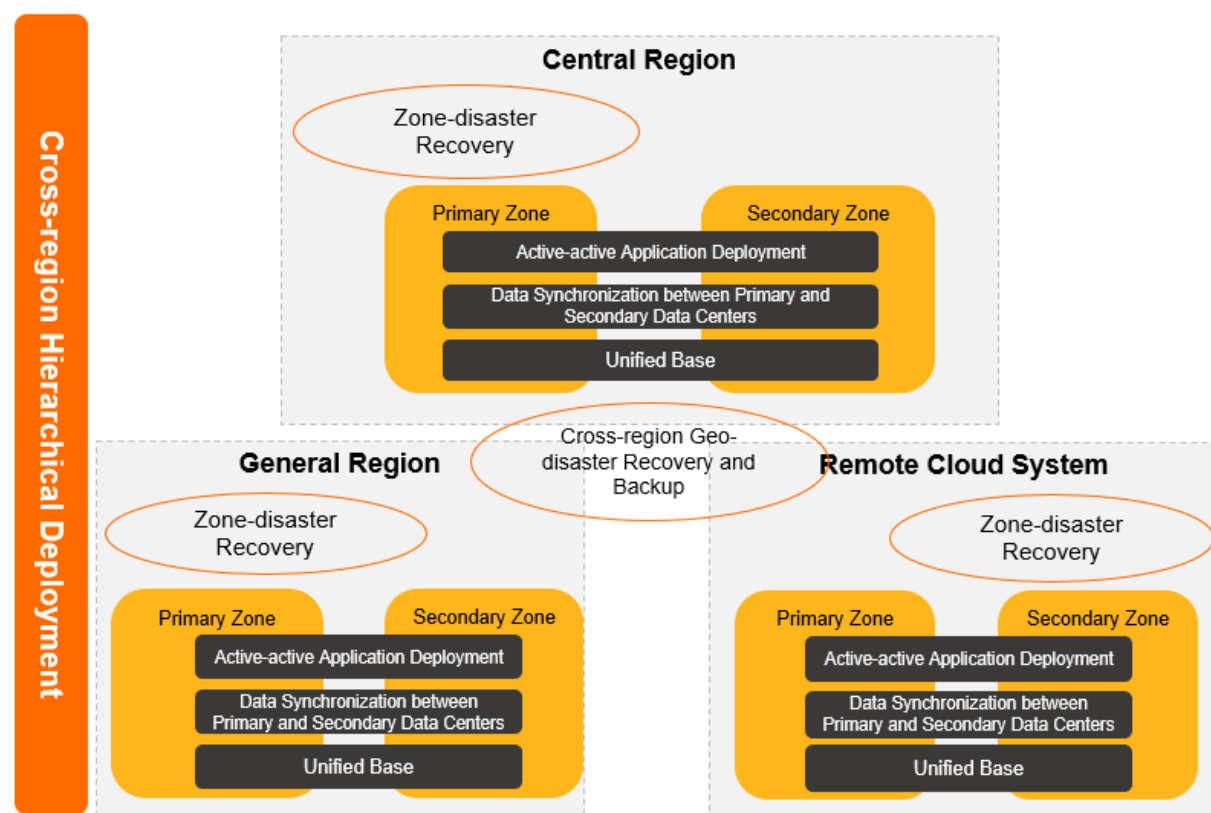 Cross-region Hierarchical Deployment
Central Region
Zone-disaster
Recovery
Primary Zone
Secondary Zone
Active-active Application Deployment
Data Synchronization between Primary and
Secondary Data Centers
Unified Base
Cross-region Geo-
disaster Recovery and
Backup
General Region
Zone-disaster
Recovery
Primary Zone
Secondary Zone
Active-active Application Deployment
Data Synchronization between
Primary and Secondary Data Centers
Unified Base
Remote Cloud System
Zone-disaster
Recovery
Primary Zone
Secondary Zone
Active-active Application Deployment
Data Synchronization between
Primary and Secondary Data Centers
Unified Base